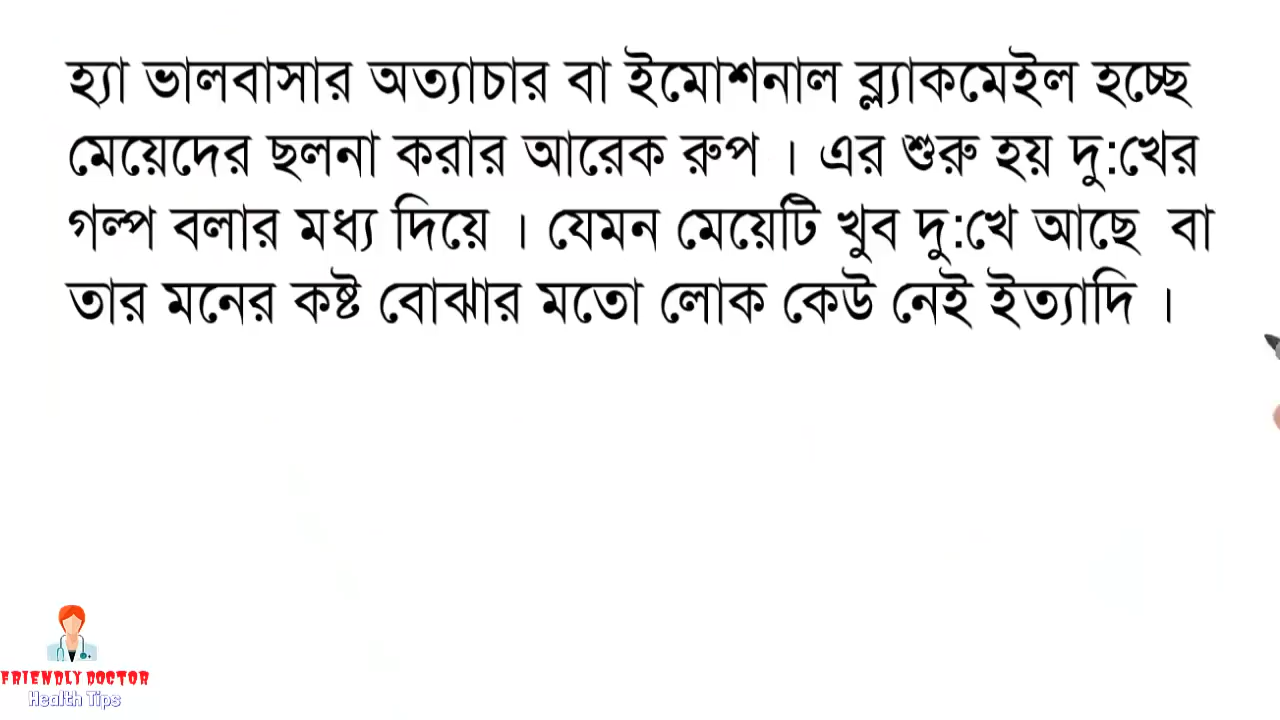 হ্যা ভালবাসার অত্যাচার বা ইমোশনাল ব্ল্যাকমেইল হচ্ছে
মেয়েদের ছলনা করার আরেক রুপ । এর শুরু হয় দু:খের
গল্প বলার মধ্য দিয়ে । যেমন মেয়েটি খুব দু:খে আছে বা
তার মনের কষ্ট বোঝার মতো লোক কেউ নেই ইত্যাদি ।
FRIENDLY DOCTOR
Health Tips